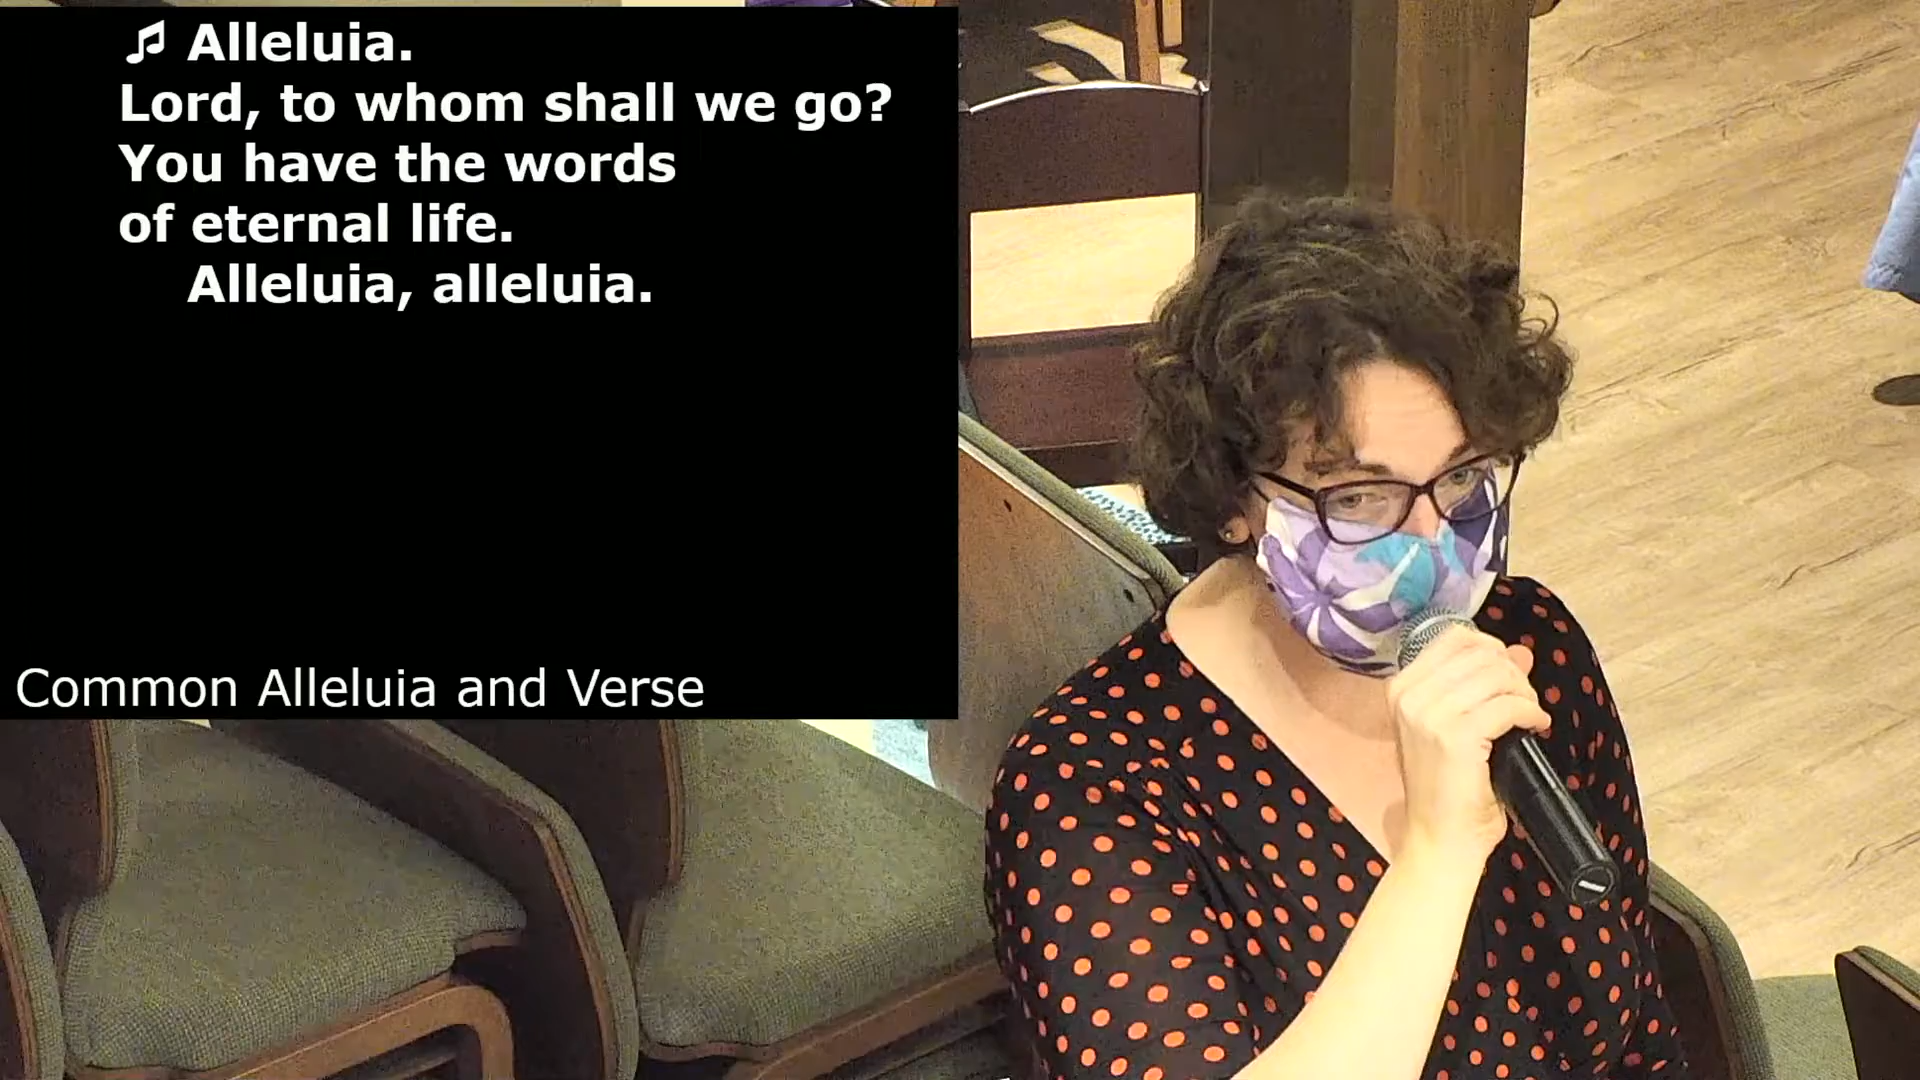 ♫ Alleluia.
Lord, to whom shall we go?
You have the words
of eternal life.
Alleluia, alleluia.
Common Alleluia and Verse